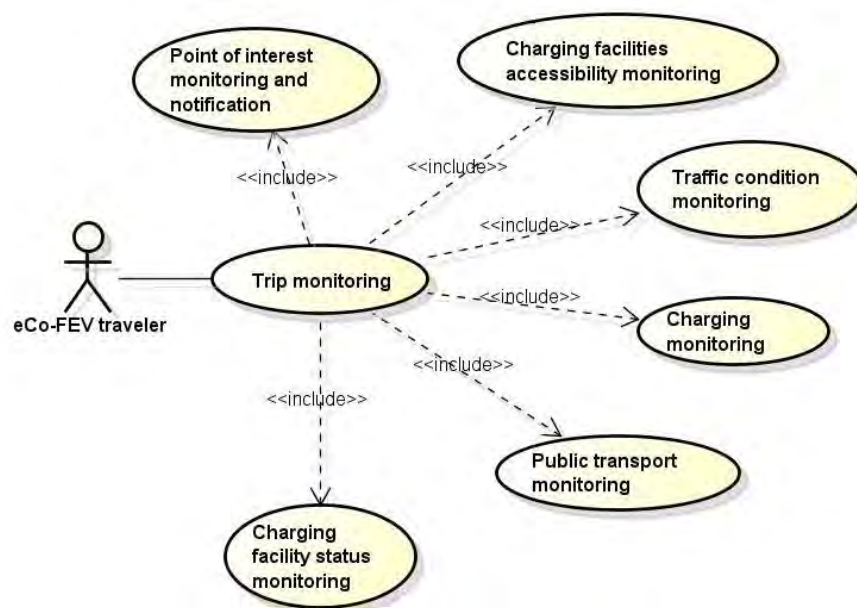 Point of interest
monitoring and
notification
Charging facilities
accessibility monitoring
<<include>>
<<include>>
Traffic condition
monitoring
<<include>>
Trip monitoring
<<include>>
Charging
monitoring
eCo-FEV traveler
<<include>>
<<include>>
Public transport
monitoring
Charging
facility status
monitoring